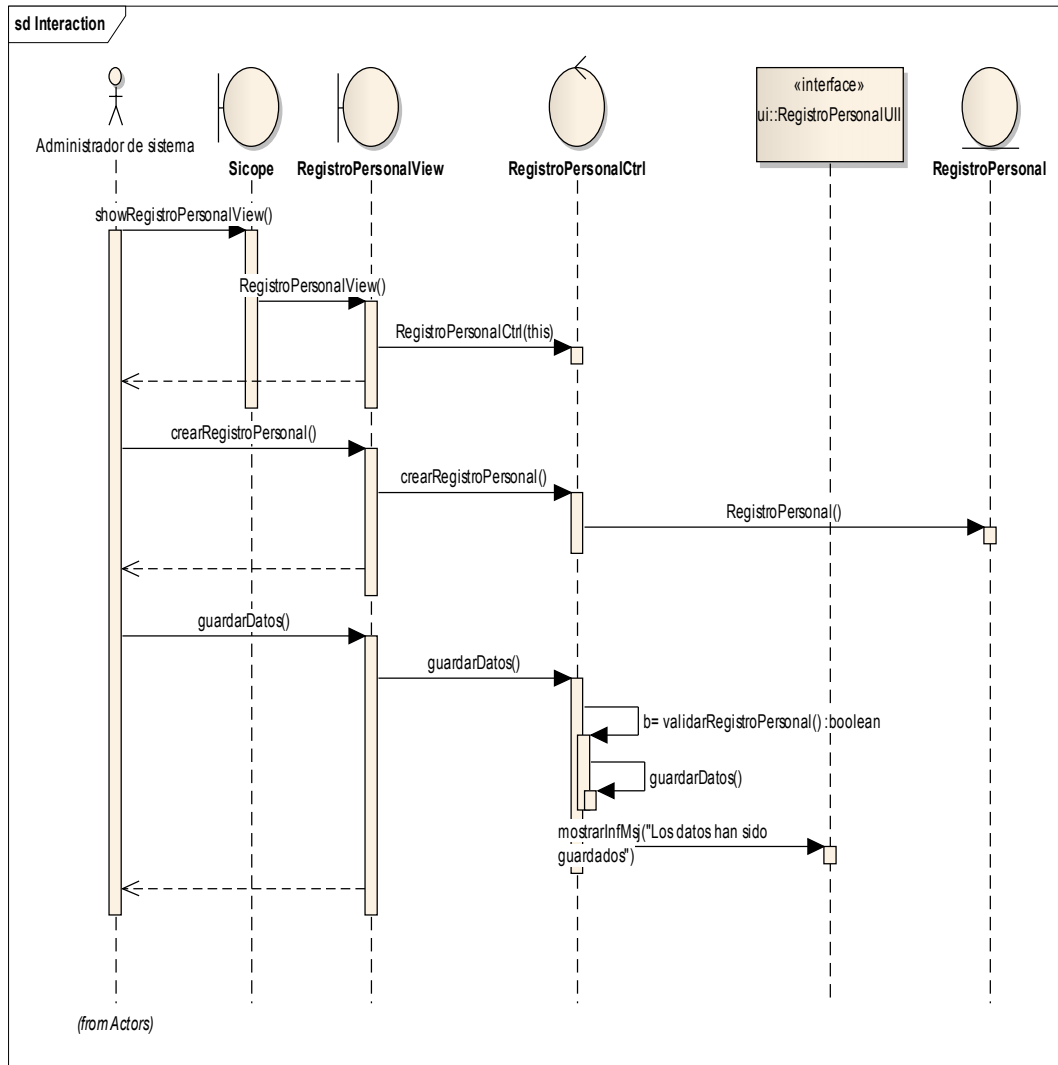 sd Interaction
«interface»
ui::RegistroPersonalUII
Administrador de sistema
Sicope
RegistroPersonalView
RegistroPersonalCtrl
RegistroPersonal
showRegistroPersonalView()
RegistroPersonalView()
RegistroPersonalCtrl(this)
crearRegistroPersonal()
crearRegistroPersonal()
RegistroPersonal()
guardarDatos()
guardarDatos()
b= validarRegistroPersonal() :boolean
guardarDatos()
mostrarInfMsj("Los datos han sido
guardados")
(from Actors)